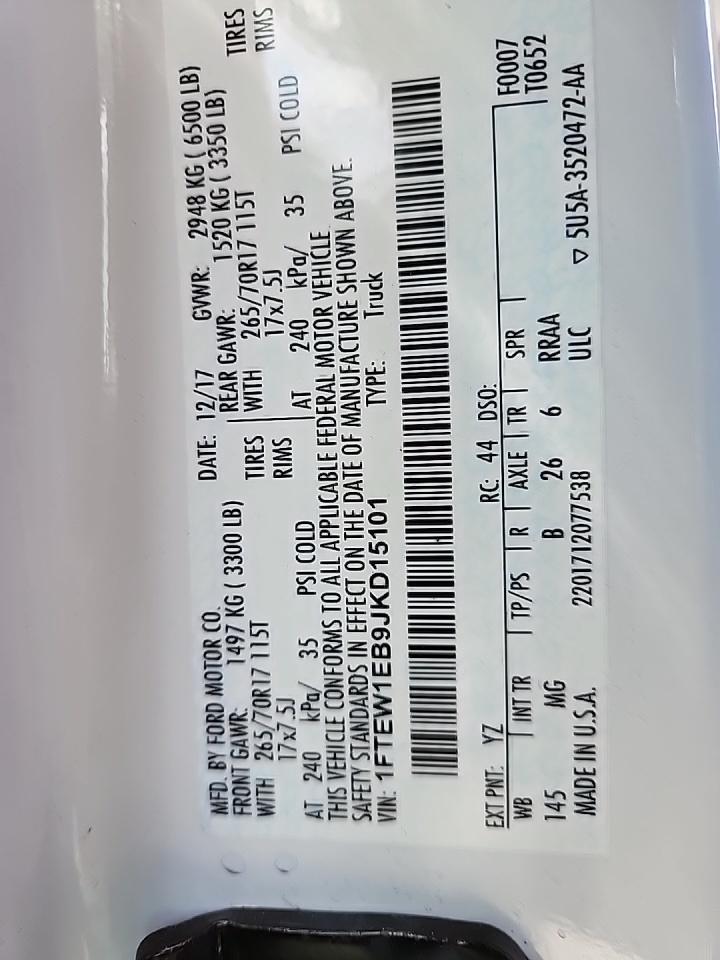 MFD. BY FORD MOTOR CO. DATE: 12/17 GVWR: 2948 KG ( 6500 LB)
FRONT GAWR: 1497 KG ( 3300 LB) REAR GAWR: 1520 KG ( 3350 LB)
WITH 265/70R17 115T TIRES WITH 265/70R17 115T TIRES
17x7.5J RIMS 17x7.5J RIMS
AT 240 kPa/ 35 PSI COLD AT 240 kPa/ 35 PSI COLD
THIS VEHICLE CONFORMS TO ALL APPLICABLE FEDERAL MOTOR VEHICLE
SAFETY STANDARDS IN EFFECT ON THE DATE OF MANUFACTURE SHOWN ABOVE.
VIN: 1FTEW1EB9JKD15101 TYPE: Truck
EXT PNT: YZ RC: 44 DSO: F0007
WB INT TR TP/PS R AXLE TR SPR T0652
145 MG B 26 6 RRAA
MADE IN U.S.A. 2201712077538 ULC ▽ 5U5A-3520472-AA